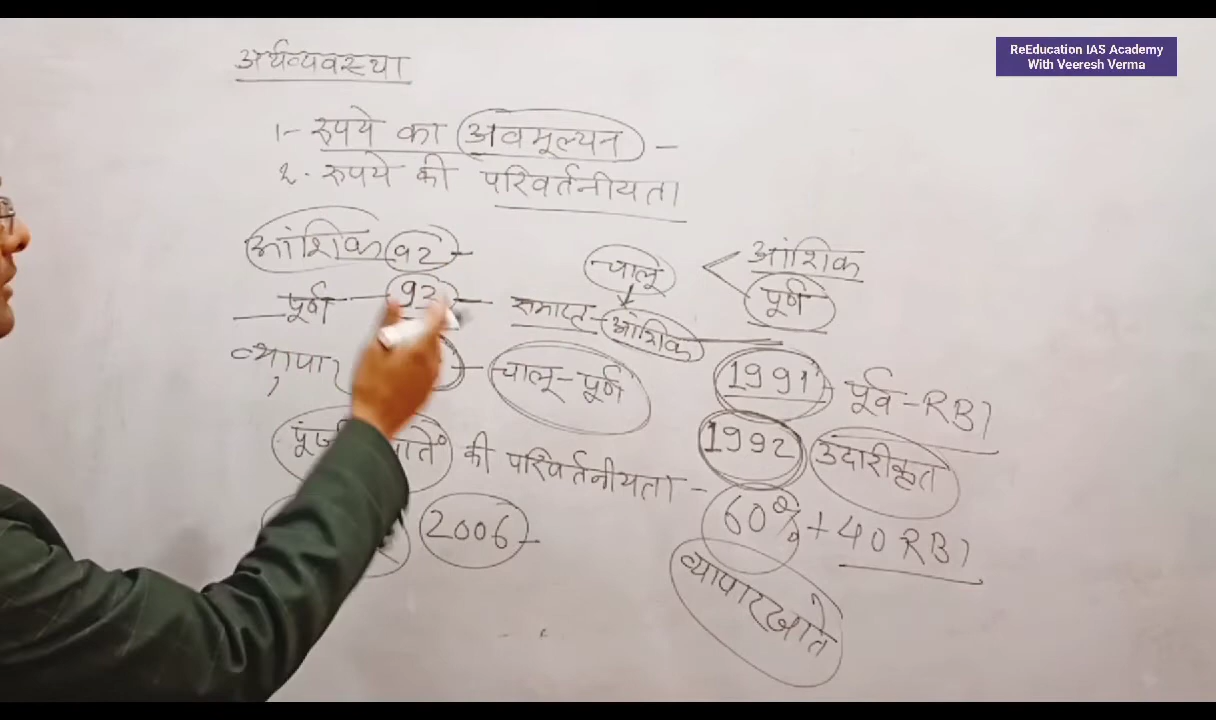 ReEducation IAS Academy
With Veeresh Verma
अर्थव्यवस्था
1- रुपये का अवमूल्यन -
2. रुपये की परिवर्तनीयता
आंशिक 92 -
पूर्ण - 93 - समाप्त - आंशिक
व्यापार - चालू - पूर्ण
चालू
आंशिक
पूर्ण
1991 पूर्व - RBI
1992 उदारीकृत
की परिवर्तनीयता - 60% + 40 RBI
2006 -
व्यापार खाते